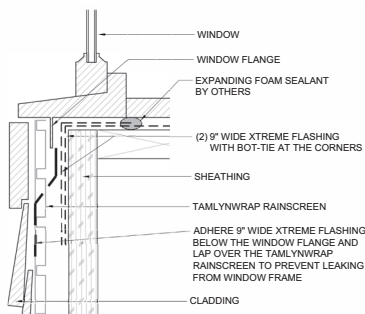 WINDOW
WINDOW FLANGE
EXPANDING FOAM SEALANT
BY OTHERS
(2) 9" WIDE XTREME FLASHING
WITH BOT-TIE AT THE CORNERS
SHEATHING
TAMLYNWRAP RAINSCREEN
ADHERE 9" WIDE XTREME FLASHING
BELOW THE WINDOW FLANGE AND
LAP OVER THE TAMLYNWRAP
RAINSCREEN TO PREVENT LEAKING
FROM WINDOW FRAME
CLADDING